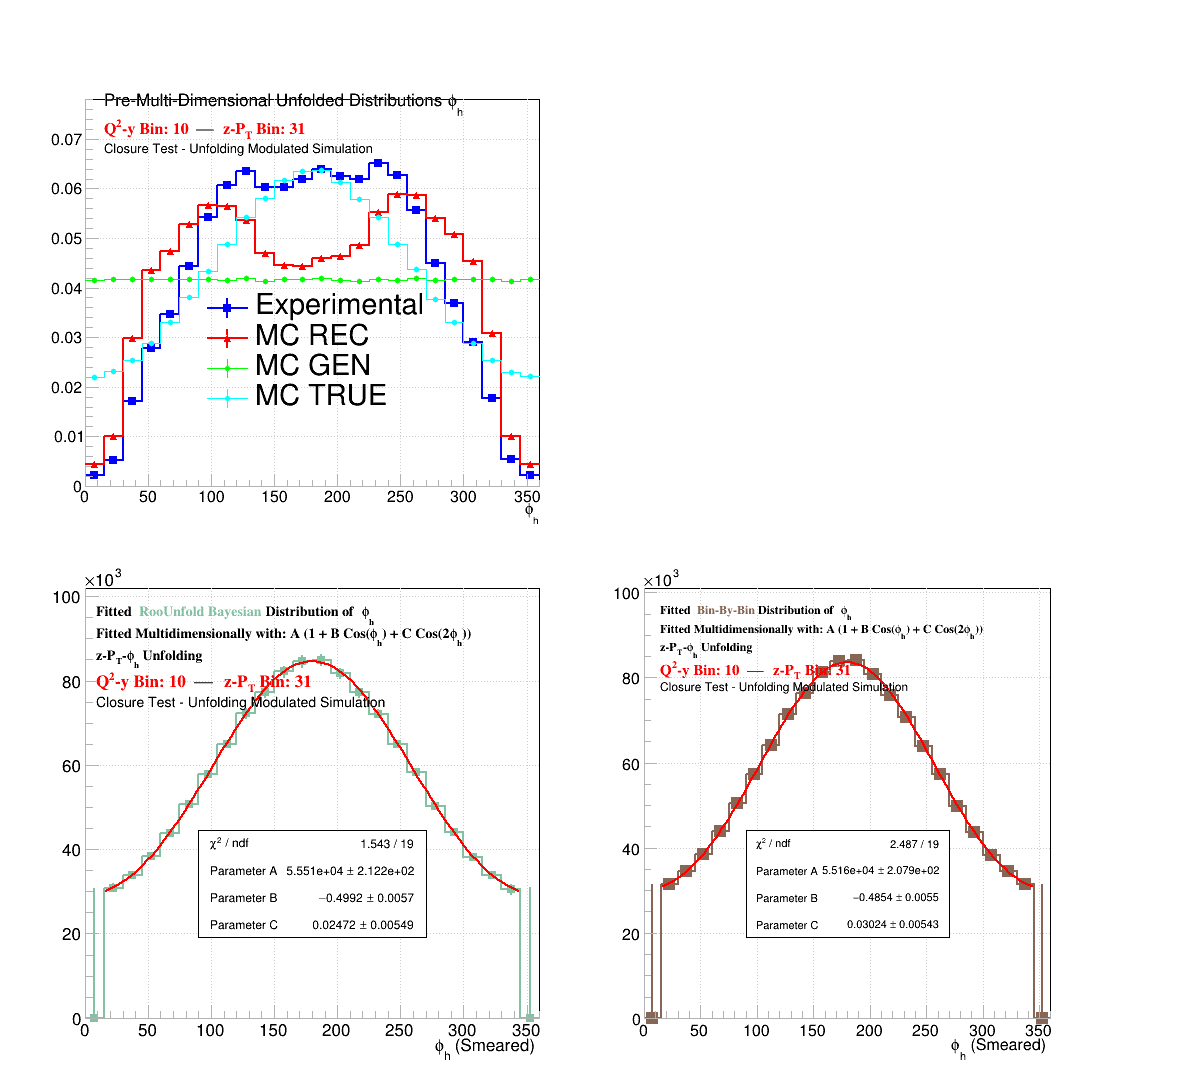 Pre-Multi-Dimensional Unfolded Distributions ϕh
Q2-y Bin: 10 — z-PT Bin: 31
Closure Test - Unfolding Modulated Simulation
0.07
0.06
0.05
0.04
0.03
0.02
0.01
0
Experimental
MC REC
MC GEN
MC TRUE
0 50 100 150 200 250 300 350
ϕh
×10³
Fitted RooUnfold Bayesian Distribution of ϕh
Fitted Multidimensionally with: A (1 + B Cos(ϕh) + C Cos(2ϕh))
z-PT-ϕh Unfolding
Q2-y Bin: 10 — z-PT Bin: 31
Closure Test - Unfolding Modulated Simulation
100
80
60
40
20
0
χ² / ndf 1.543 / 19
Parameter A 5.551e+04 ± 2.122e+02
Parameter B −0.4992 ± 0.0057
Parameter C 0.02472 ± 0.00549
0 50 100 150 200 250 300 350
ϕh (Smeared)
×10³
Fitted Bin-By-Bin Distribution of ϕh
Fitted Multidimensionally with: A (1 + B Cos(ϕh) + C Cos(2ϕh))
z-PT-ϕh Unfolding
Q2-y Bin: 10 — z-PT Bin: 31
Closure Test - Unfolding Modulated Simulation
100
80
60
40
20
0
χ² / ndf 2.487 / 19
Parameter A 5.516e+04 ± 2.079e+02
Parameter B −0.4854 ± 0.0055
Parameter C 0.03024 ± 0.00543
0 50 100 150 200 250 300 350
ϕh (Smeared)